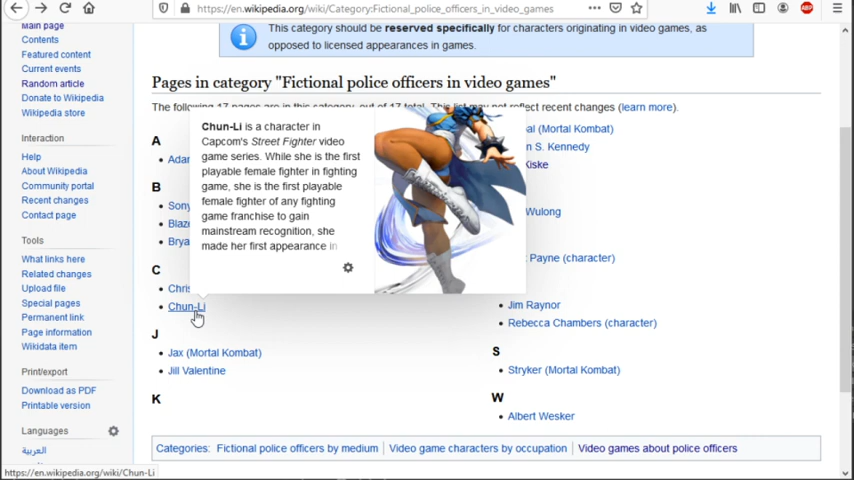 https://en.wikipedia.org/wiki/Category:Fictional_police_officers_in_video_games
ABP
Main page
Contents
Featured content
Current events
Random article
Donate to Wikipedia
Wikipedia store
Interaction
Help
About Wikipedia
Community portal
Recent changes
Contact page
Tools
What links here
Related changes
Upload file
Special pages
Permanent link
Page information
Wikidata item
Print/export
Download as PDF
Printable version
Languages
العربية
This category should be reserved specifically for characters originating in video games, as
opposed to licensed appearances in games.
Pages in category "Fictional police officers in video games"
The following 17 pages are in this category, out of 17 total. This list may not reflect recent changes (learn more).
A
Adar
B
Sony
Blaze
Brya
C
Chris
Chun-Li
J
Jax (Mortal Kombat)
Jill Valentine
K
Chun-Li is a character in
Capcom's Street Fighter video
game series. While she is the first
playable female fighter in fighting
game, she is the first playable
female fighter of any fighting
game franchise to gain
mainstream recognition, she
made her first appearance in
al (Mortal Kombat)
n S. Kennedy
Kiske
Wulong
Payne (character)
Jim Raynor
Rebecca Chambers (character)
S
Stryker (Mortal Kombat)
W
Albert Wesker
Categories: Fictional police officers by medium | Video game characters by occupation | Video games about police officers
https://en.wikipedia.org/wiki/Chun-Li